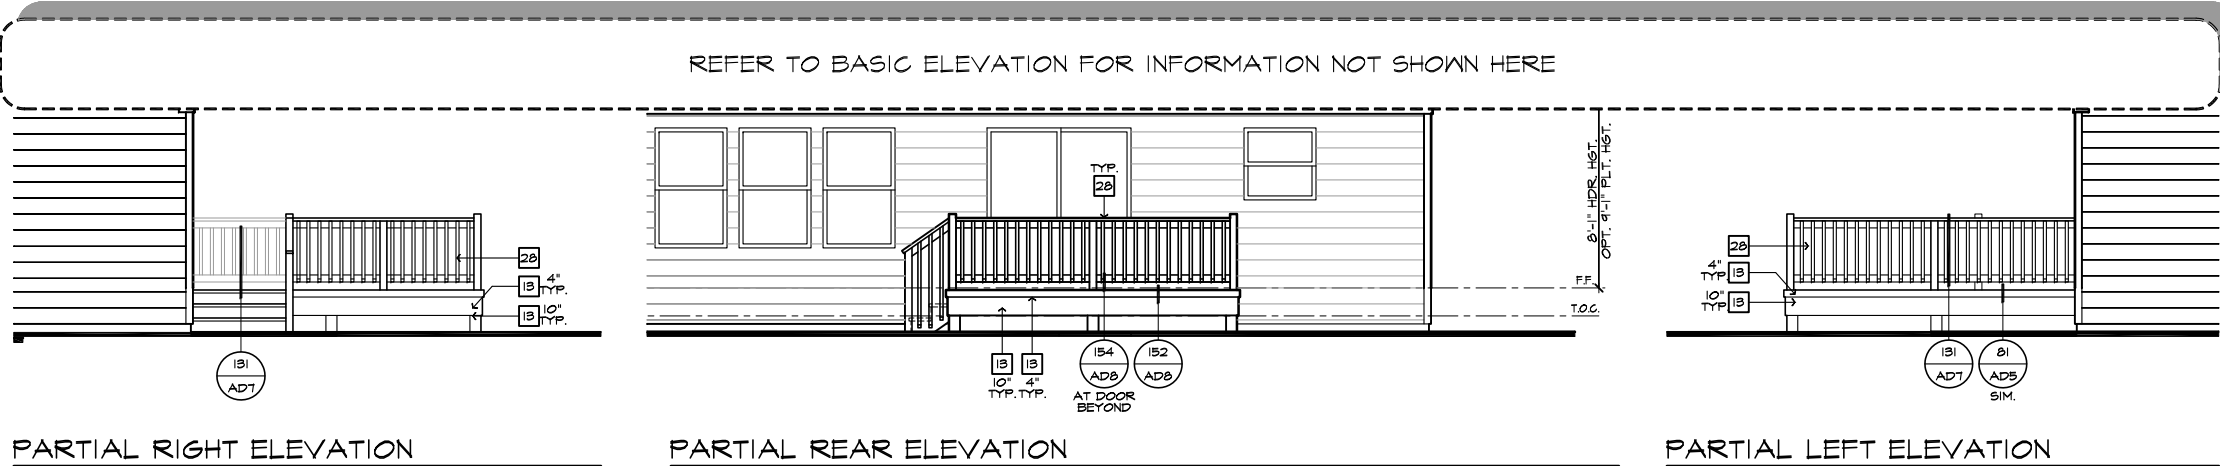 REFER TO BASIC ELEVATION FOR INFORMATION NOT SHOWN HERE
28
13 4"
TYP.
13 10"
TYP.
131
AD7
PARTIAL RIGHT ELEVATION
TYP.
28
8'-1" HDR. HGT.
OPT. 9'-1" PLT. HGT.
F.F.
T.O.C.
13 13
10" 4"
TYP. TYP.
154
AD8
AT DOOR
BEYOND
152
AD8
PARTIAL REAR ELEVATION
28
4"
TYP. 13
10"
TYP. 13
131
AD7
81
AD5
SIM.
PARTIAL LEFT ELEVATION